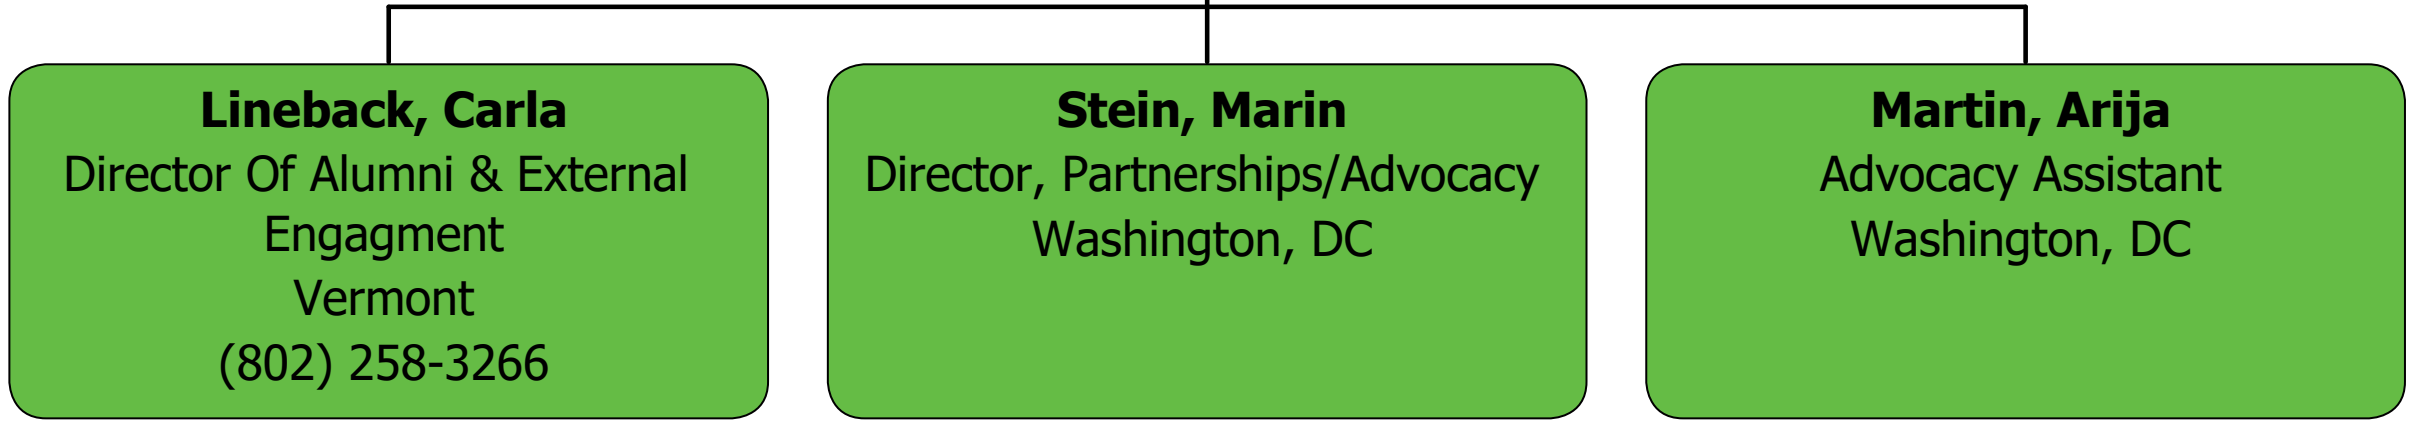 Lineback, Carla
Director Of Alumni & External
Engagment
Vermont
(802) 258-3266
Stein, Marin
Director, Partnerships/Advocacy
Washington, DC
Martin, Arija
Advocacy Assistant
Washington, DC